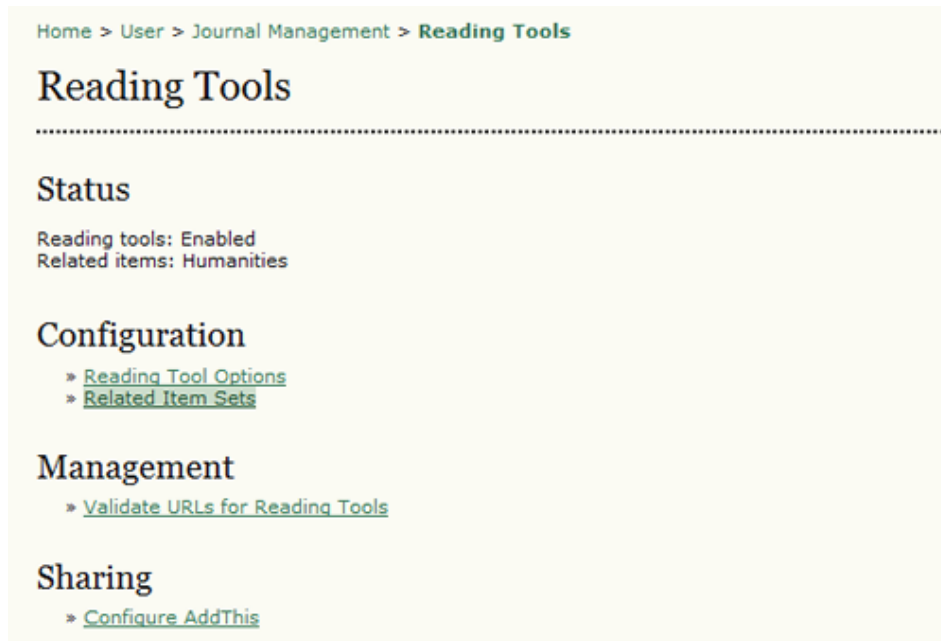 Home > User > Journal Management > Reading Tools
Reading Tools
Status
Reading tools: Enabled
Related items: Humanities
Configuration
» Reading Tool Options
» Related Item Sets
Management
» Validate URLs for Reading Tools
Sharing
» Configure AddThis